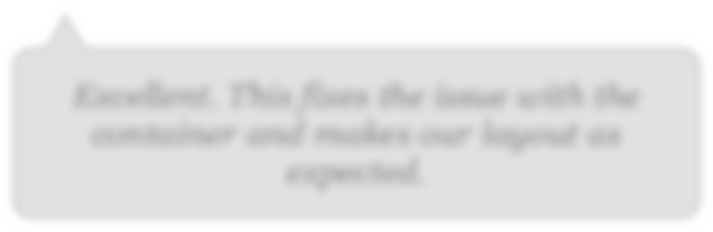 Excellent. This fixes the issue with the
container and makes our layout as
expected.